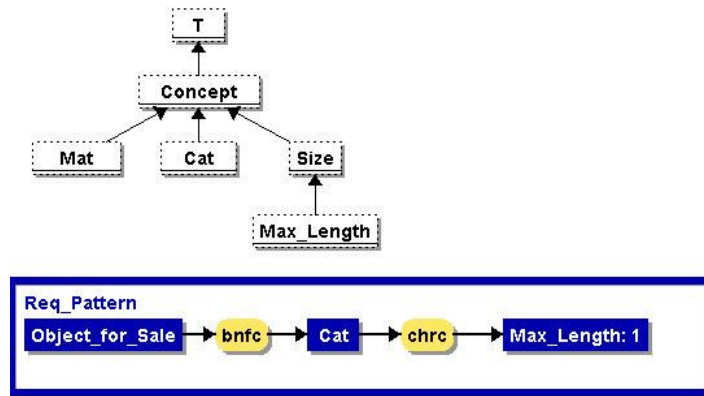 T
Concept
Mat Cat Size
Max_Length
Req_Pattern
Object_for_Sale bnfc Cat chrc Max_Length: 1